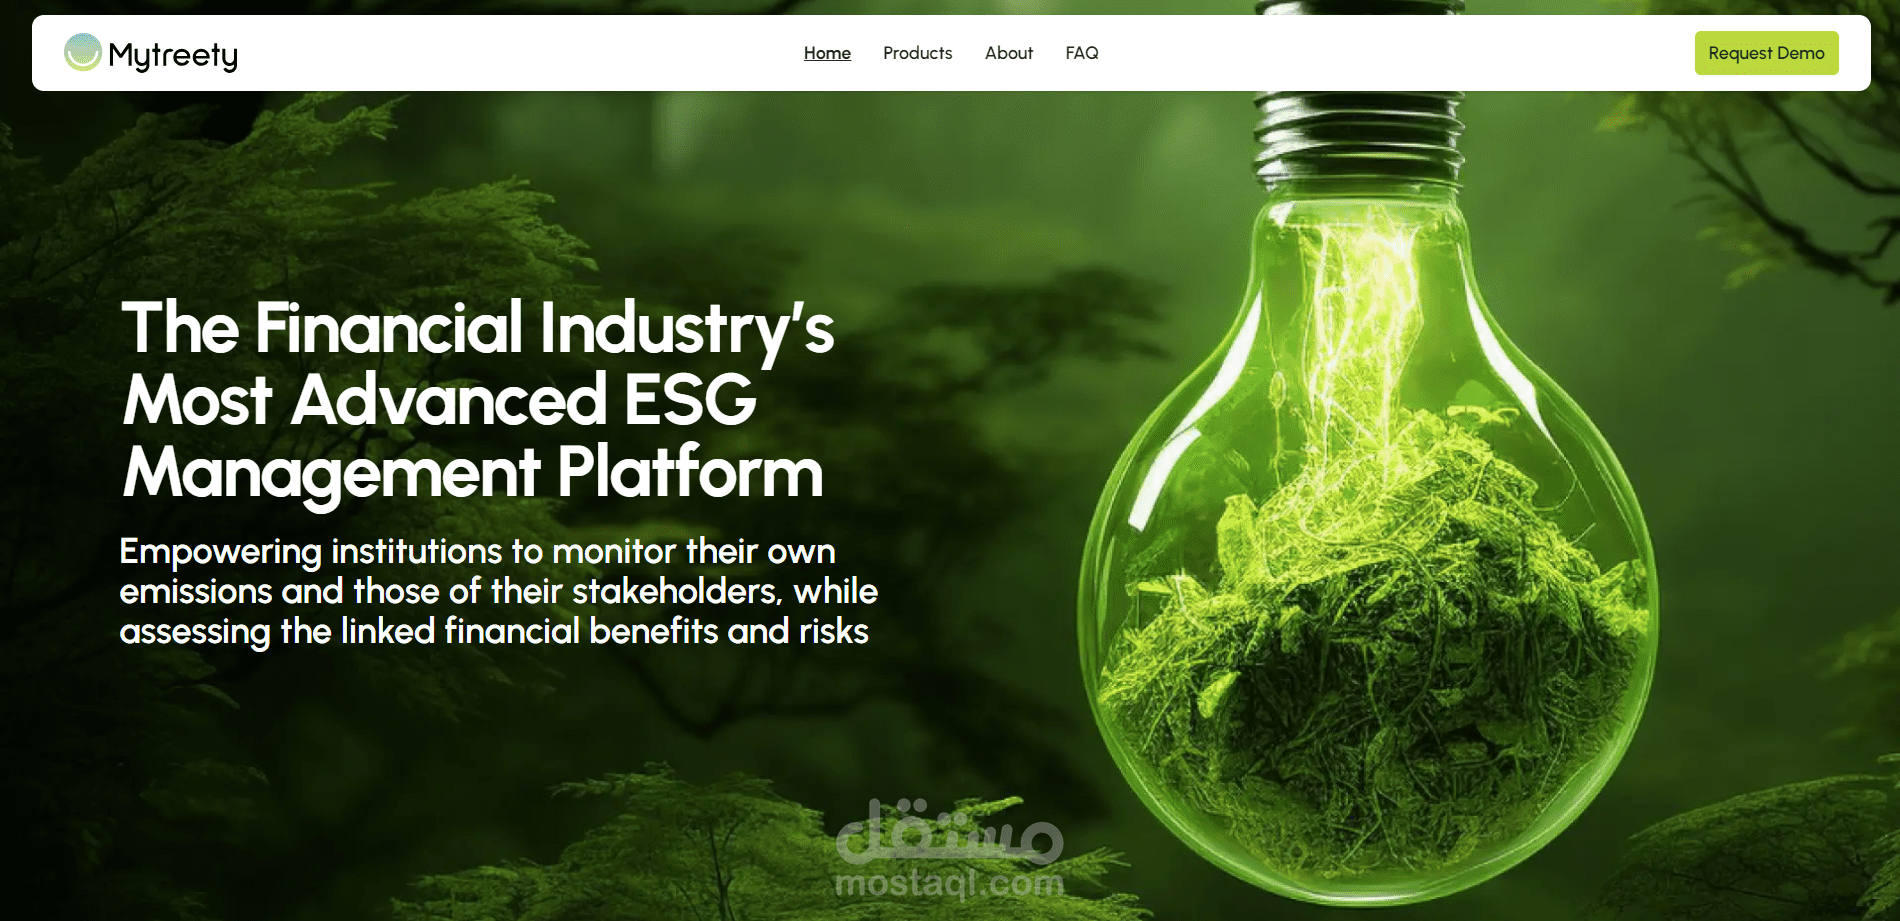 Mytreety
Home
Products
About
FAQ
Request Demo
The Financial Industry’s
Most Advanced ESG
Management Platform
Empowering institutions to monitor their own
emissions and those of their stakeholders, while
assessing the linked financial benefits and risks
مستقل
mostaql.com